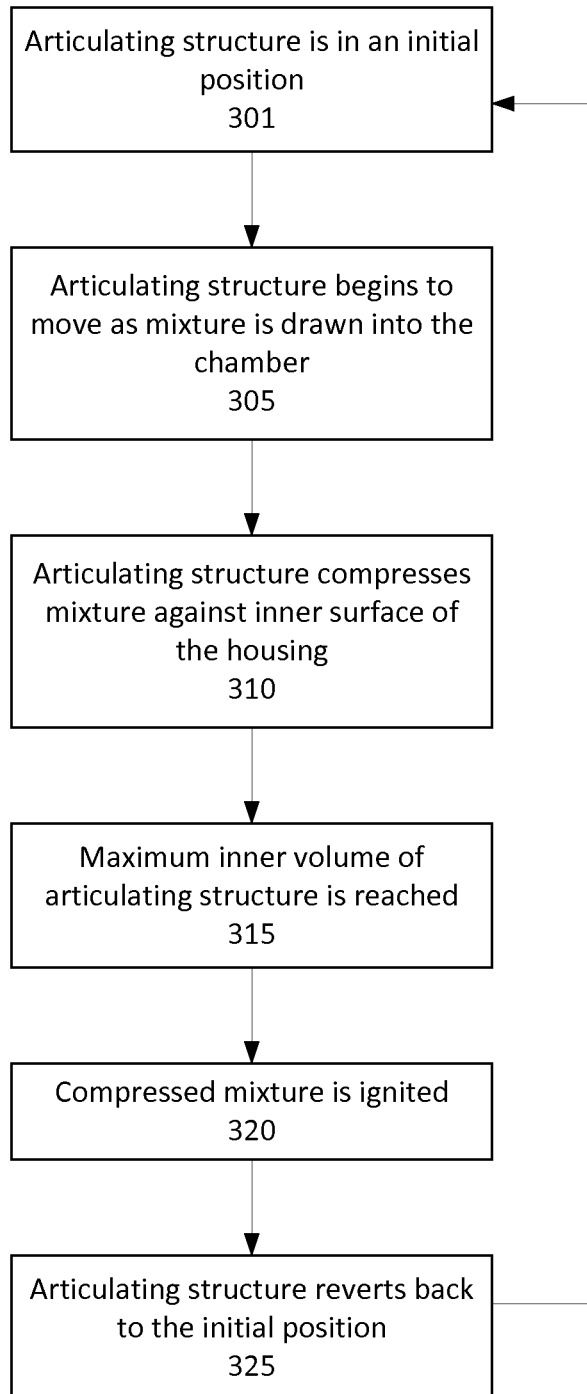 Articulating structure is in an initial
position
301
Articulating structure begins to
move as mixture is drawn into the
chamber
305
Articulating structure compresses
mixture against inner surface of
the housing
310
Maximum inner volume of
articulating structure is reached
315
Compressed mixture is ignited
320
Articulating structure reverts back
to the initial position
325